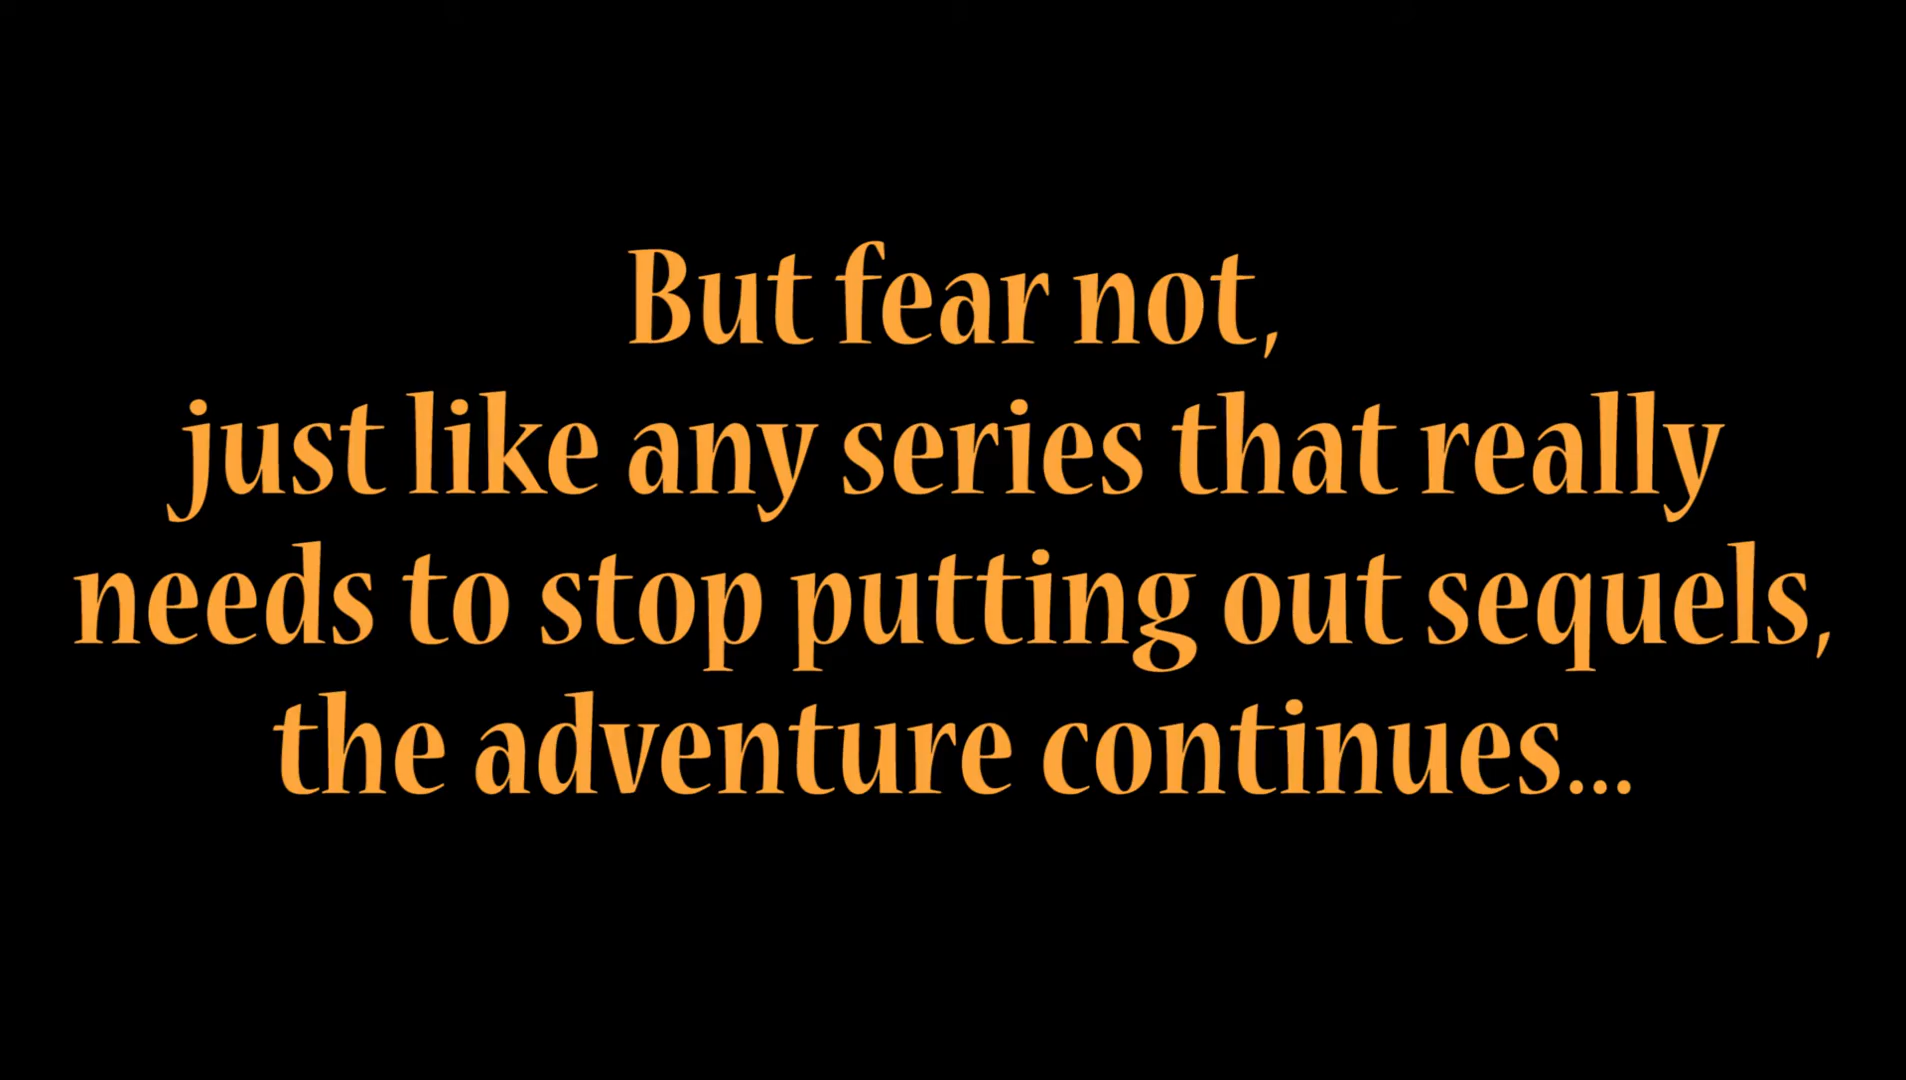 But fear not,
just like any series that really
needs to stop putting out sequels,
the adventure continues...